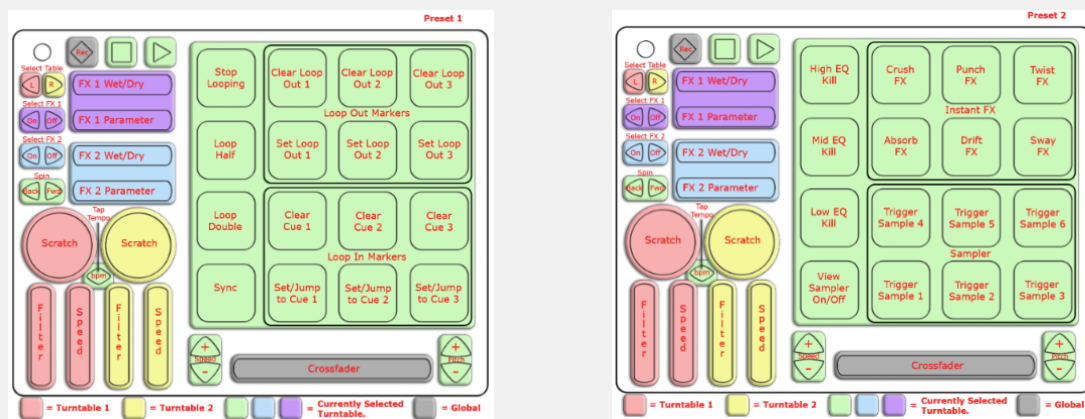 Preset 1
Rec
Select Table
L R
FX 1 Wet/Dry
Select FX 1
On Off
FX 1 Parameter
Select FX 2
On Off
FX 2 Wet/Dry
Spin
Back Fwd
FX 2 Parameter
Tap
Tempo
Scratch
Scratch
bpm
Filter
Speed
Filter
Speed
Stop
Looping
Clear Loop
Out 1
Clear Loop
Out 2
Clear Loop
Out 3
Loop Out Markers
Loop
Half
Set Loop
Out 1
Set Loop
Out 2
Set Loop
Out 3
Loop
Double
Clear
Cue 1
Clear
Cue 2
Clear
Cue 3
Loop In Markers
Sync
Set/Jump
to Cue 1
Set/Jump
to Cue 2
Set/Jump
to Cue 3
+
Speed
-
Crossfader
+
Pitch
-
= Turntable 1
= Turntable 2
= Currently Selected
Turntable.
= Global
Preset 2
Rec
Select Table
L R
FX 1 Wet/Dry
Select FX 1
On Off
FX 1 Parameter
Select FX 2
On Off
FX 2 Wet/Dry
Spin
Back Fwd
FX 2 Parameter
Tap
Tempo
Scratch
Scratch
bpm
Filter
Speed
Filter
Speed
High EQ
Kill
Crush
FX
Punch
FX
Twist
FX
Instant FX
Mid EQ
Kill
Absorb
FX
Drift
FX
Sway
FX
Low EQ
Kill
Trigger
Sample 4
Trigger
Sample 5
Trigger
Sample 6
Sampler
View
Sampler
On/Off
Trigger
Sample 1
Trigger
Sample 2
Trigger
Sample 3
+
Speed
-
Crossfader
+
Pitch
-
= Turntable 1
= Turntable 2
= Currently Selected
Turntable.
= Global